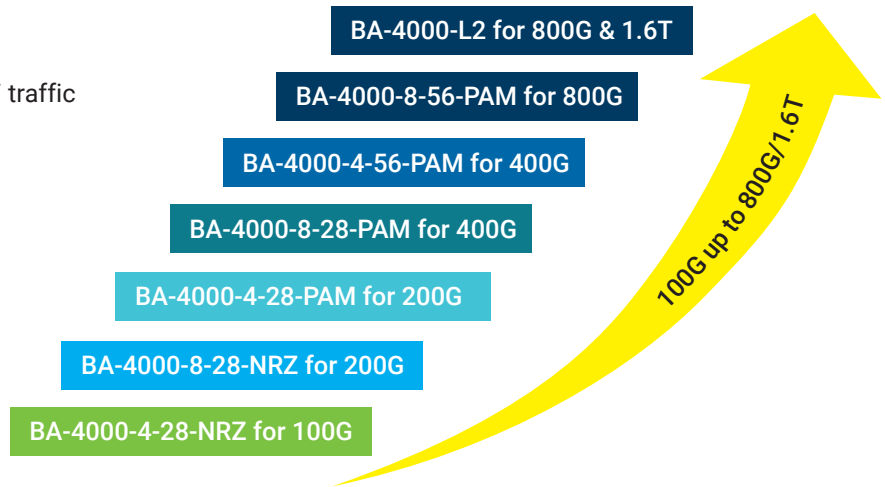 BA-4000-L2 for 800G & 1.6T
traffic
BA-4000-8-56-PAM for 800G
BA-4000-4-56-PAM for 400G
BA-4000-8-28-PAM for 400G
BA-4000-4-28-PAM for 200G
BA-4000-8-28-NRZ for 200G
BA-4000-4-28-NRZ for 100G
100G up to 800G/1.6T